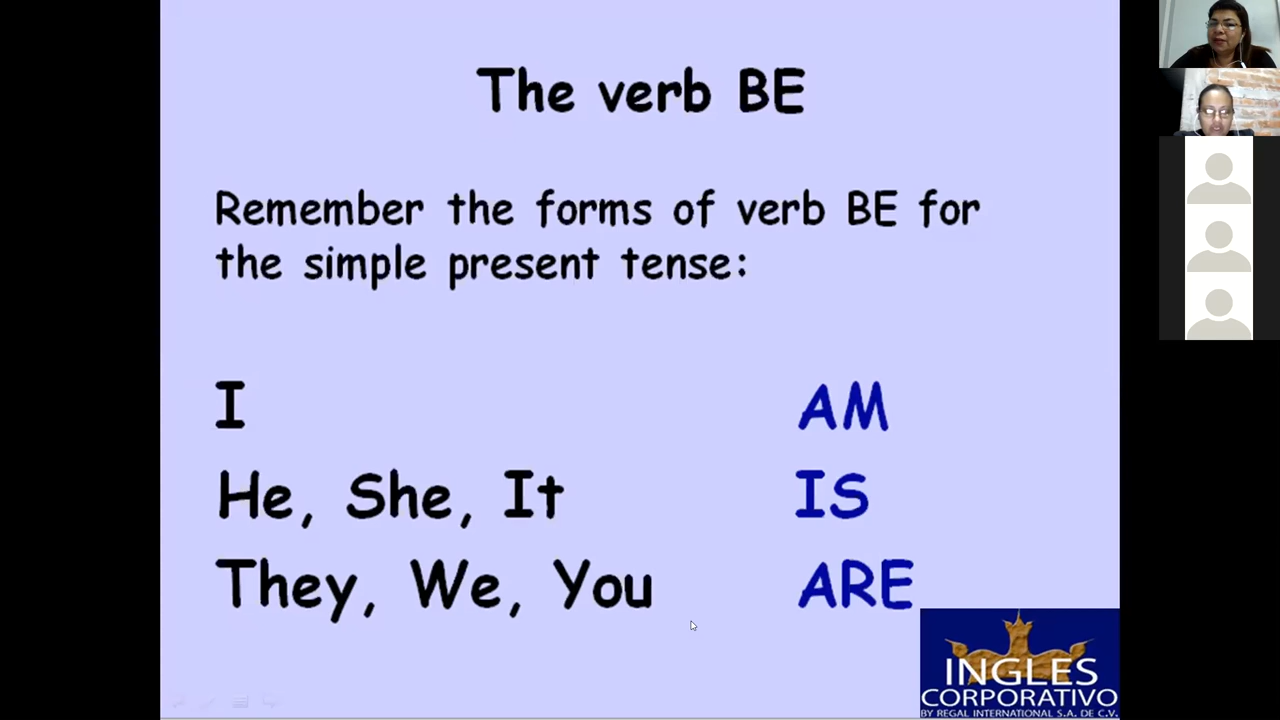 The verb BE
Remember the forms of verb BE for
the simple present tense:
I AM
He, She, It IS
They, We, You ARE
INGLES
CORPORATIVO
BY REGAL INTERNATIONAL S.A. DE C.V.